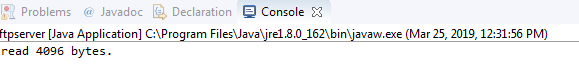 Problems @ Javadoc Declaration Console
ftpserver [Java Application] C:\Program Files\Java\jre1.8.0_162\bin\javaw.exe (Mar 25, 2019, 12:31:56 PM)
read 4096 bytes.